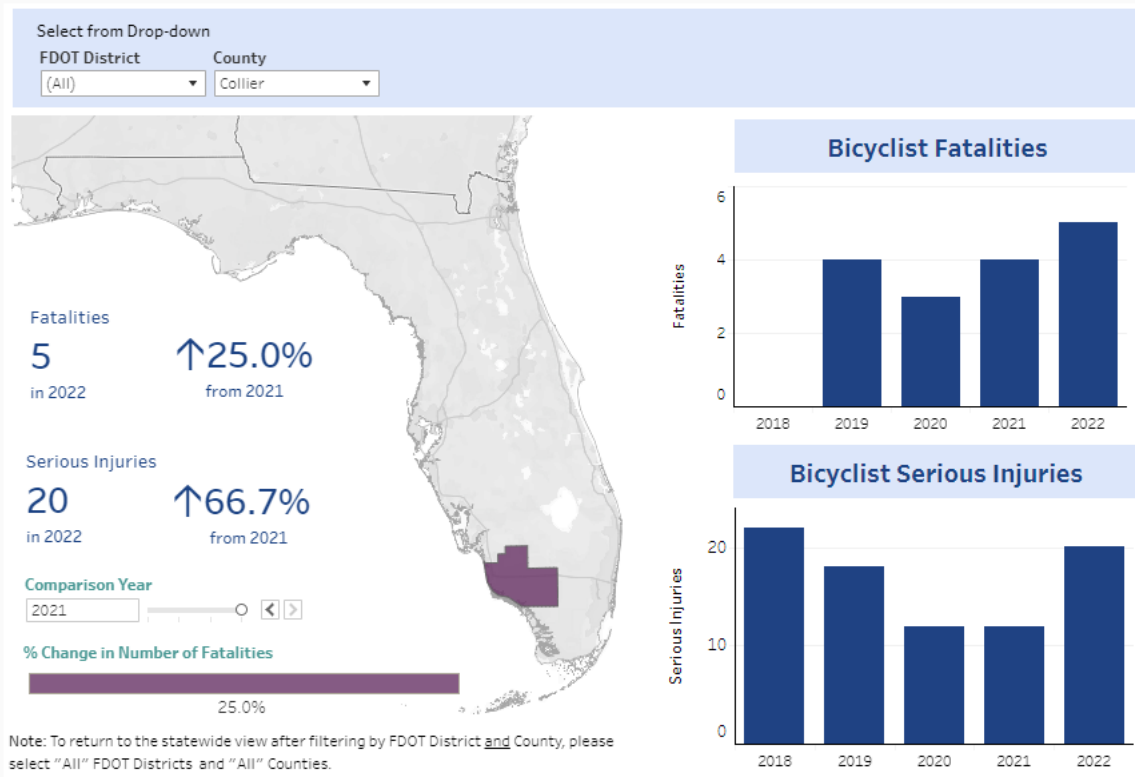 Select from Drop-down
FDOT District County
(All) Collier
Fatalities
5 ↑25.0%
in 2022 from 2021
Serious Injuries
20 ↑66.7%
in 2022 from 2021
Comparison Year
2021
% Change in Number of Fatalities
25.0%
Note: To return to the statewide view after filtering by FDOT District and County, please
select "All" FDOT Districts and "All" Counties.
Bicyclist Fatalities
Fatalities
6
4
2
0
2018 2019 2020 2021 2022
Bicyclist Serious Injuries
Serious Injuries
20
10
0
2018 2019 2020 2021 2022